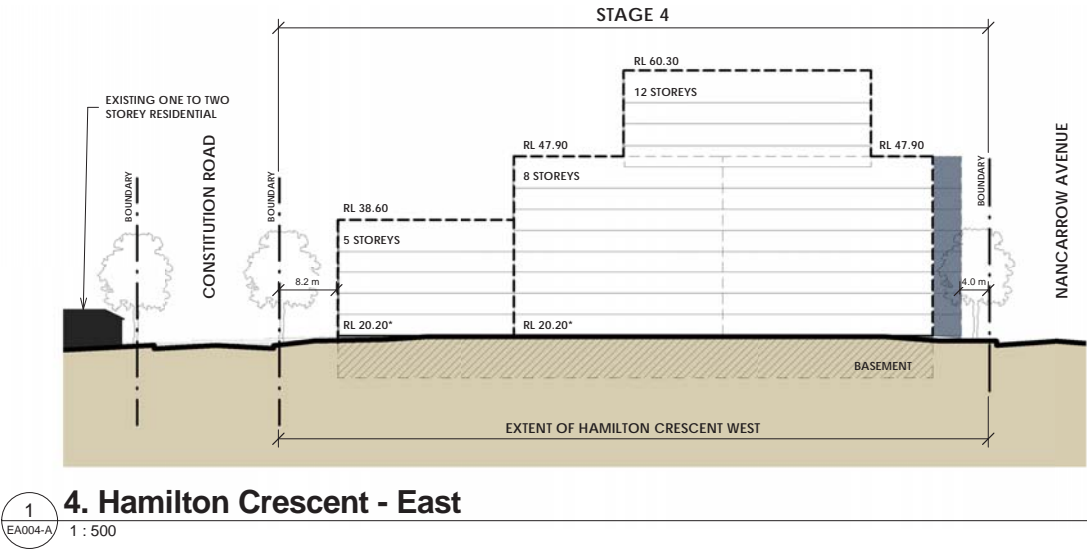 STAGE 4
RL 60.30
12 STOREYS
EXISTING ONE TO TWO
STOREY RESIDENTIAL
CONSTITUTION ROAD
BOUNDARY
BOUNDARY
RL 47.90
RL 47.90
8 STOREYS
BOUNDARY
NANCARROW AVENUE
RL 38.60
5 STOREYS
8.2 m
4.0 m
RL 20.20*
RL 20.20*
BASEMENT
EXTENT OF HAMILTON CRESCENT WEST
1
EA004-A
4. Hamilton Crescent - East
1 : 500